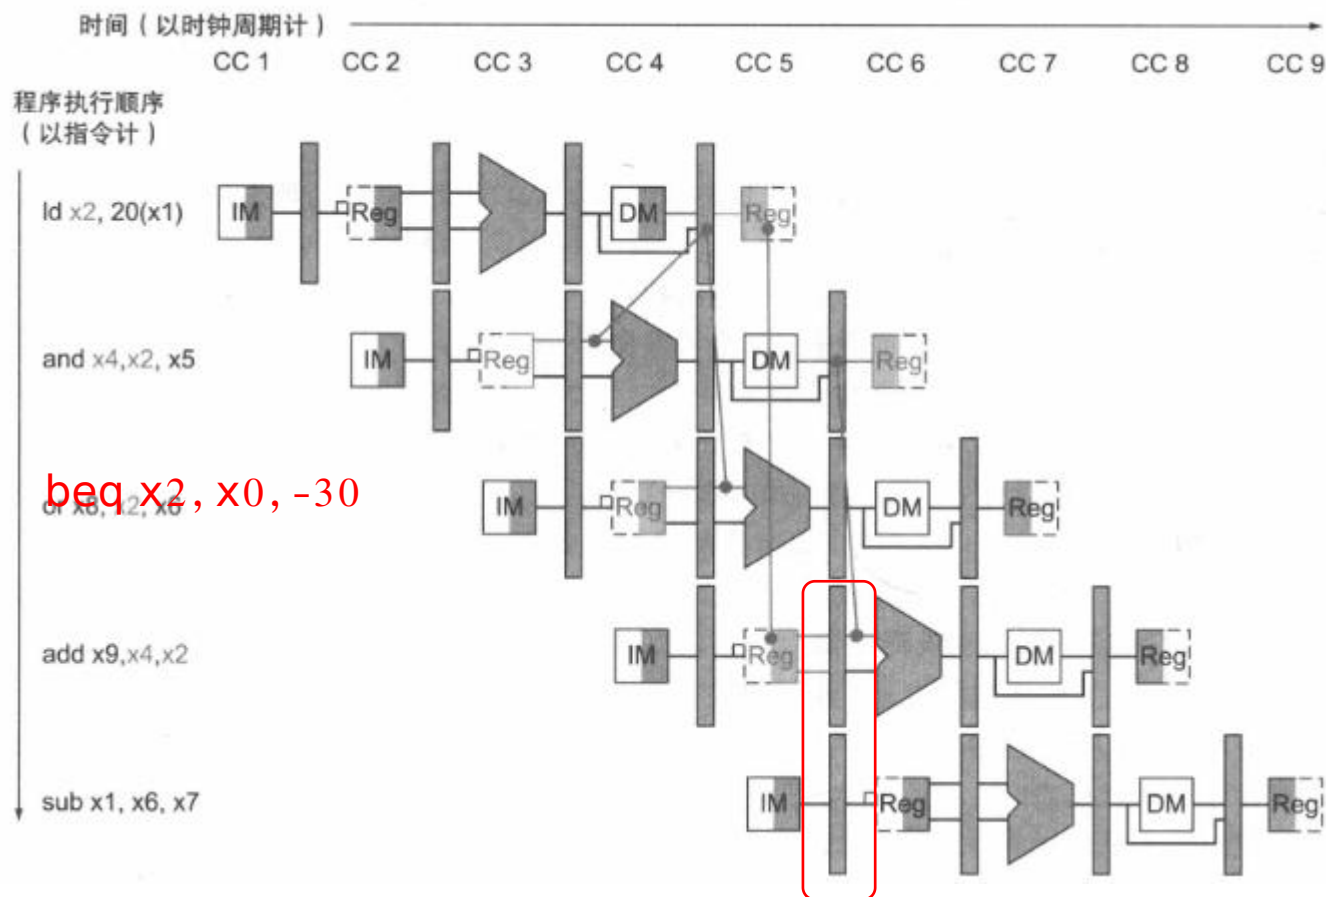 时间（以时钟周期计）
CC 1 CC 2 CC 3 CC 4 CC 5 CC 6 CC 7 CC 8 CC 9
程序执行顺序
（以指令计）
ld x2, 20(x1) IM Reg DM Reg
and x4,x2, x5 IM Reg DM Reg
beq x2, x0, -30
or x8, x2, x6 IM Reg DM Reg
add x9,x4,x2 IM Reg DM Reg
sub x1, x6, x7 IM Reg DM Reg